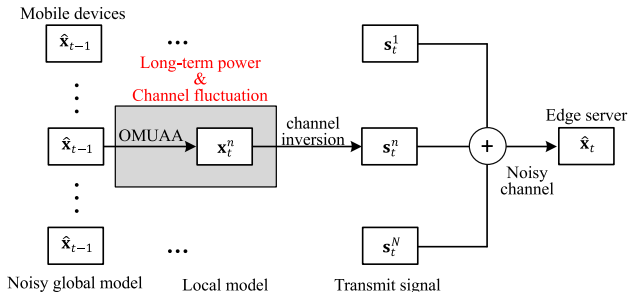 Mobile devices
x̂_{t−1}
...
s_t^1
Long-term power
&
Channel fluctuation
Edge server
x̂_{t−1}
OMUAA
x_t^n
channel
inversion
s_t^n
+
x̂_t
Noisy
channel
x̂_{t−1}
...
s_t^N
Noisy global model
Local model
Transmit signal